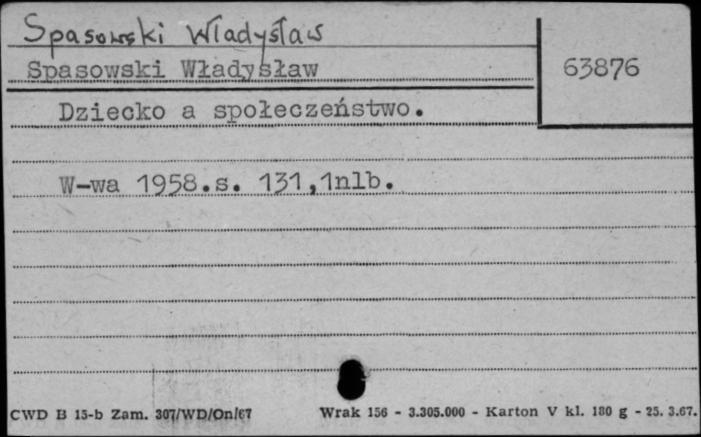 Spasowski Władysław
Spasowski Władysław
63876
Dziecko a społeczeństwo.
W-wa 1958.s. 131,1nlb.
CWD B 15-b Zam. 307/WD/On/67 Wrak 156 - 3.305.000 - Karton V kl. 180 g - 25. 3.67.